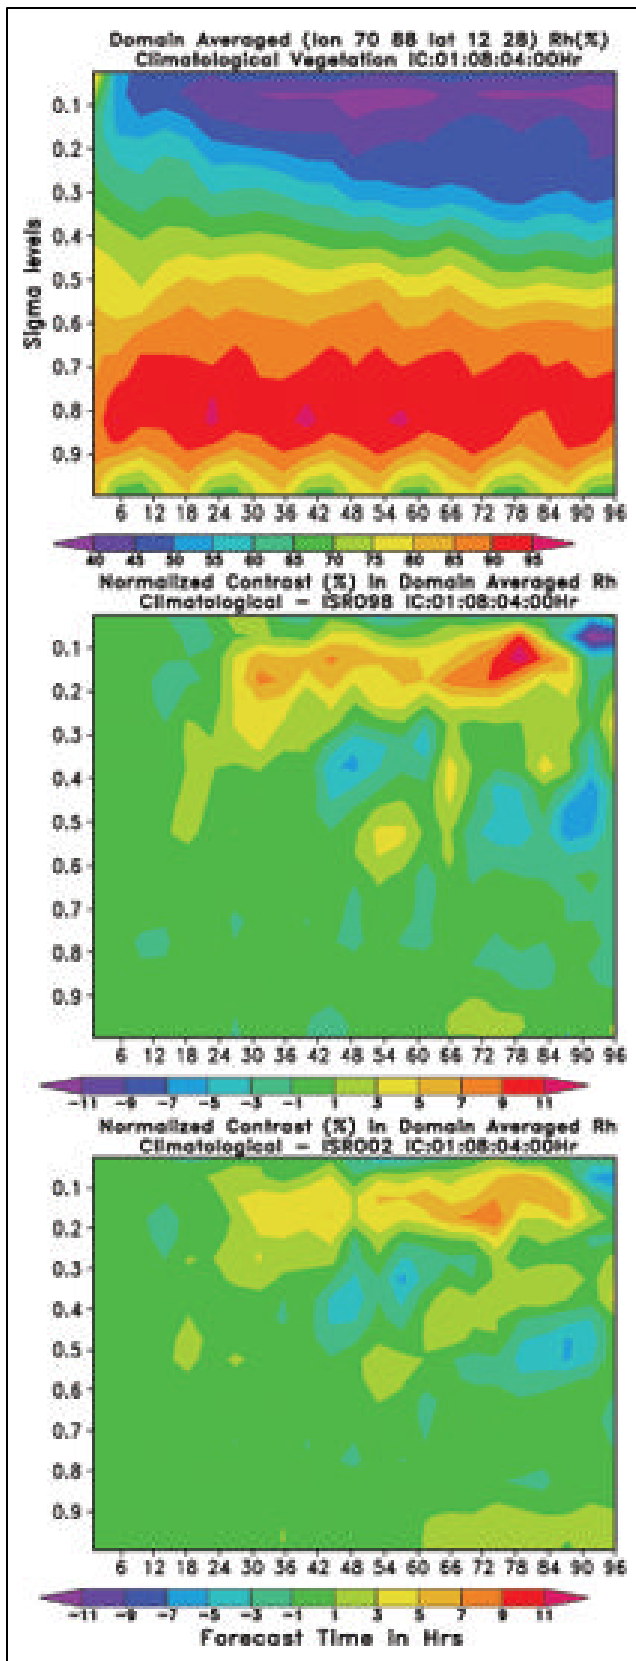 Domain Averaged (lon 70 88 lat 12 28) Rh(%)
Climatological Vegetation IC:01:08:04:00Hr
Sigma levels
0.1
0.2
0.3
0.4
0.5
0.6
0.7
0.8
0.9
6 12 18 24 30 36 42 48 54 60 66 72 78 84 90 96
40 45 50 55 60 65 70 75 80 85 90 95
Normalized Contrast (%) in Domain Averaged Rh
Climatological - ISRO98 IC:01:08:04:00Hr
0.1
0.2
0.3
0.4
0.5
0.6
0.7
0.8
0.9
6 12 18 24 30 36 42 48 54 60 66 72 78 84 90 96
-11 -9 -7 -5 -3 -1 1 3 5 7 9 11
Normalized Contrast (%) in Domain Averaged Rh
Climatological - ISRO02 IC:01:08:04:00Hr
0.1
0.2
0.3
0.4
0.5
0.6
0.7
0.8
0.9
6 12 18 24 30 36 42 48 54 60 66 72 78 84 90 96
-11 -9 -7 -5 -3 -1 1 3 5 7 9 11
Forecast Time in Hrs